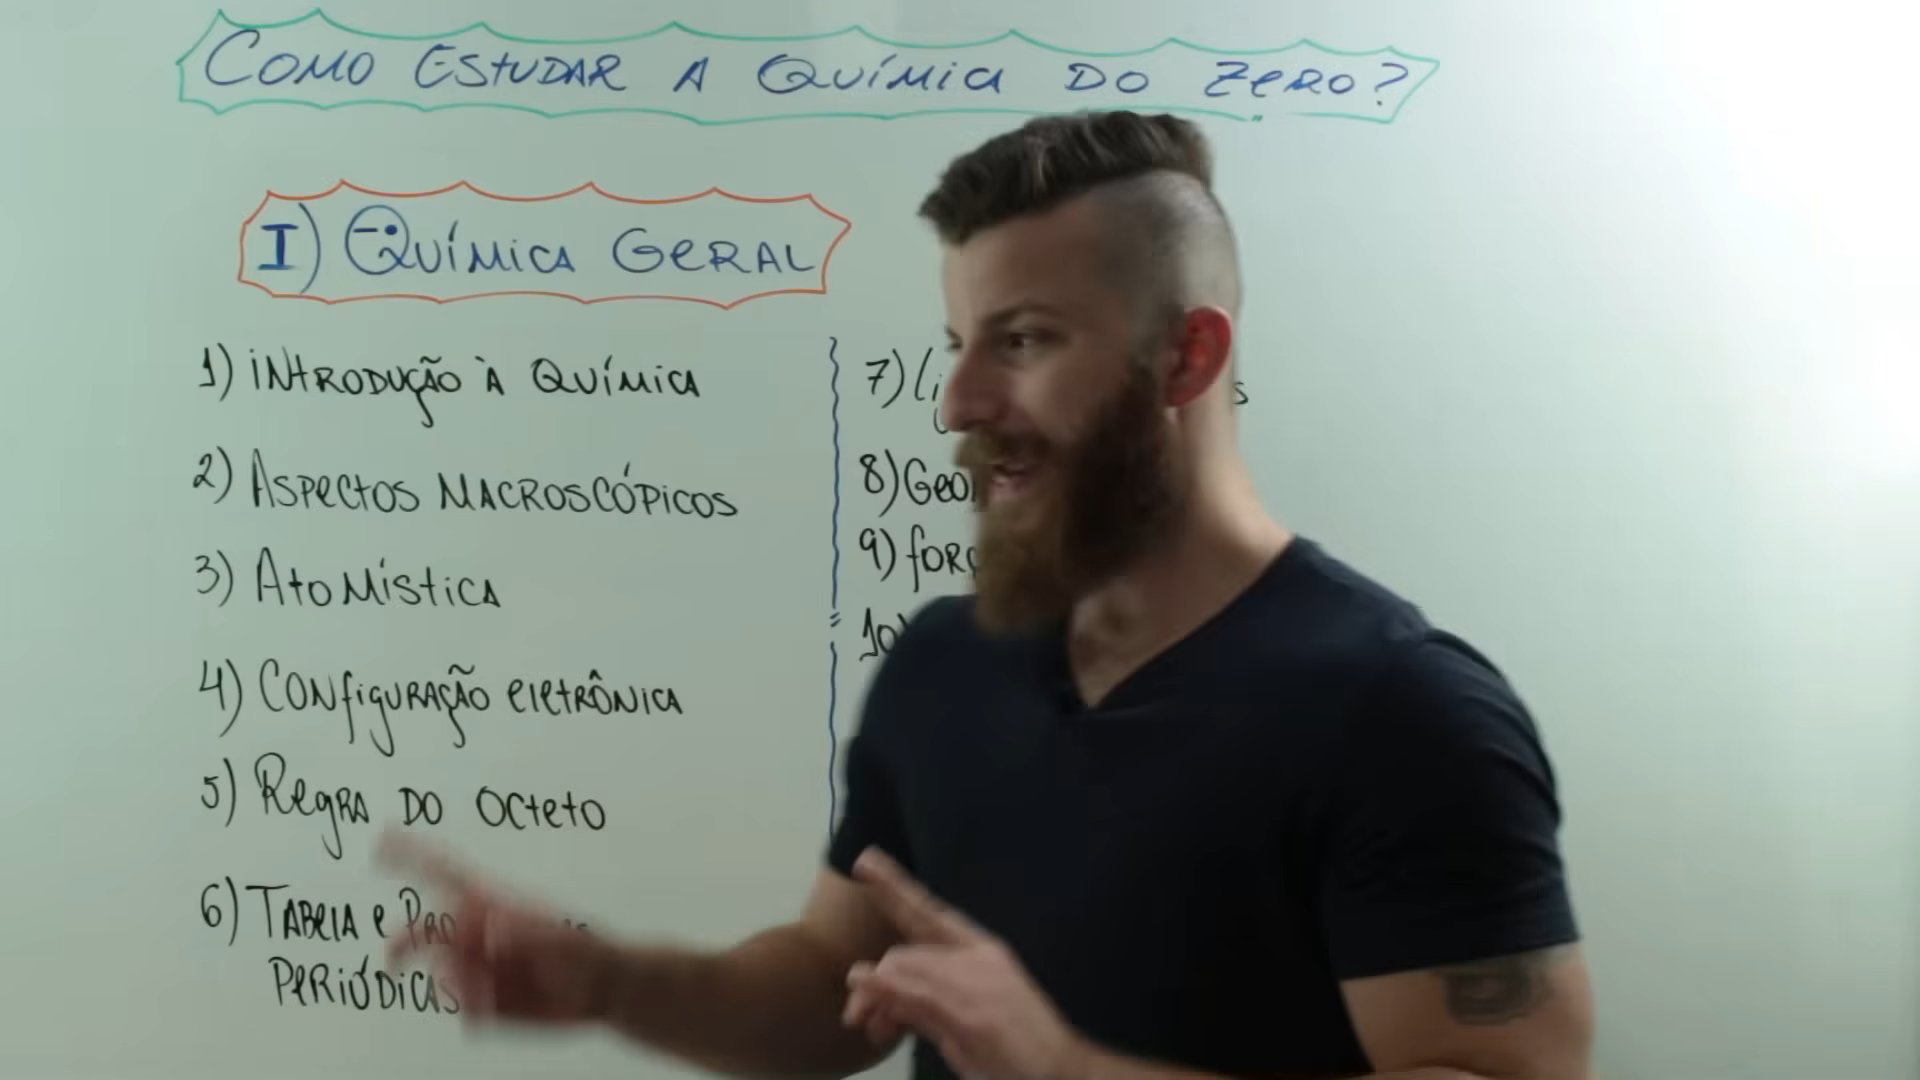 COMO ESTUDAR A QUÍMICA DO ZERO?
I) QUÍMICA GERAL
1) INTRODUÇÃO À QUÍMICA
2) ASPECTOS MACROSCÓPICOS
3) ATOMÍSTICA
4) CONFIGURAÇÃO ELETRÔNICA
5) REGRA DO OCTETO
6) TABELA E
PERIÓDICAS
7)
8)
9)
10)